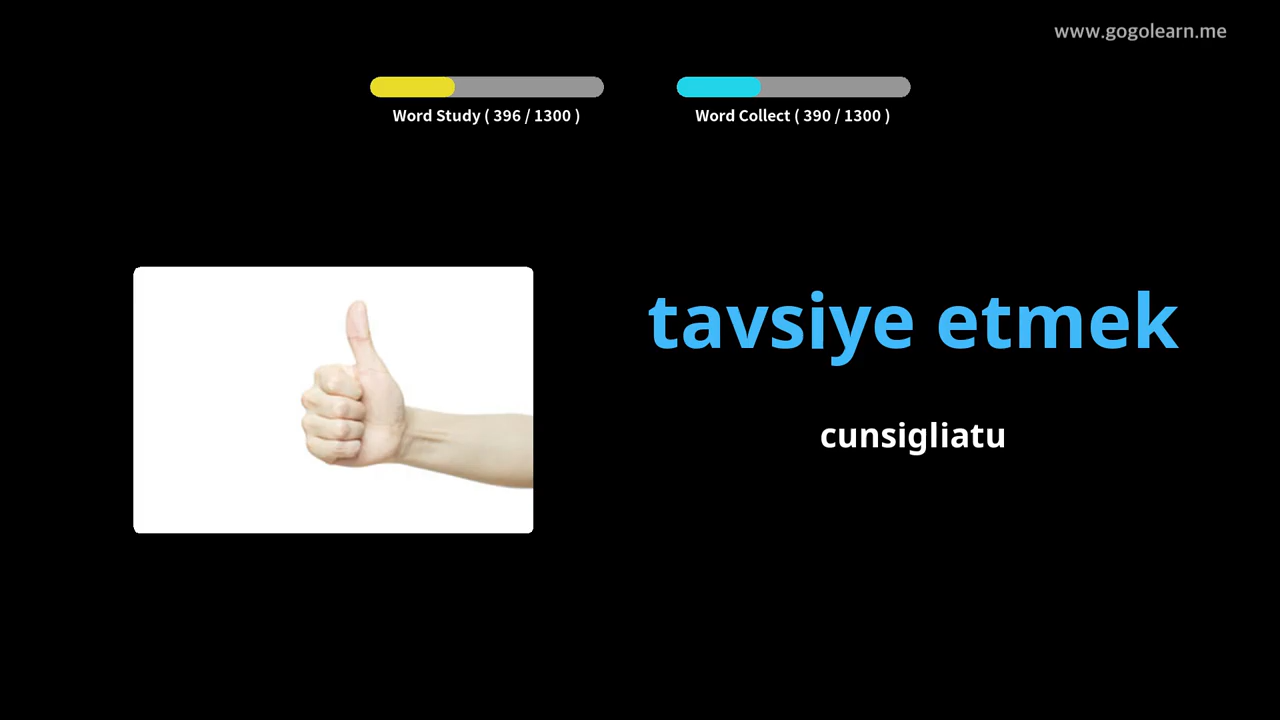 www.gogolearn.me
Word Study ( 396 / 1300 )
Word Collect ( 390 / 1300 )
tavsiye etmek
cunsigliatu